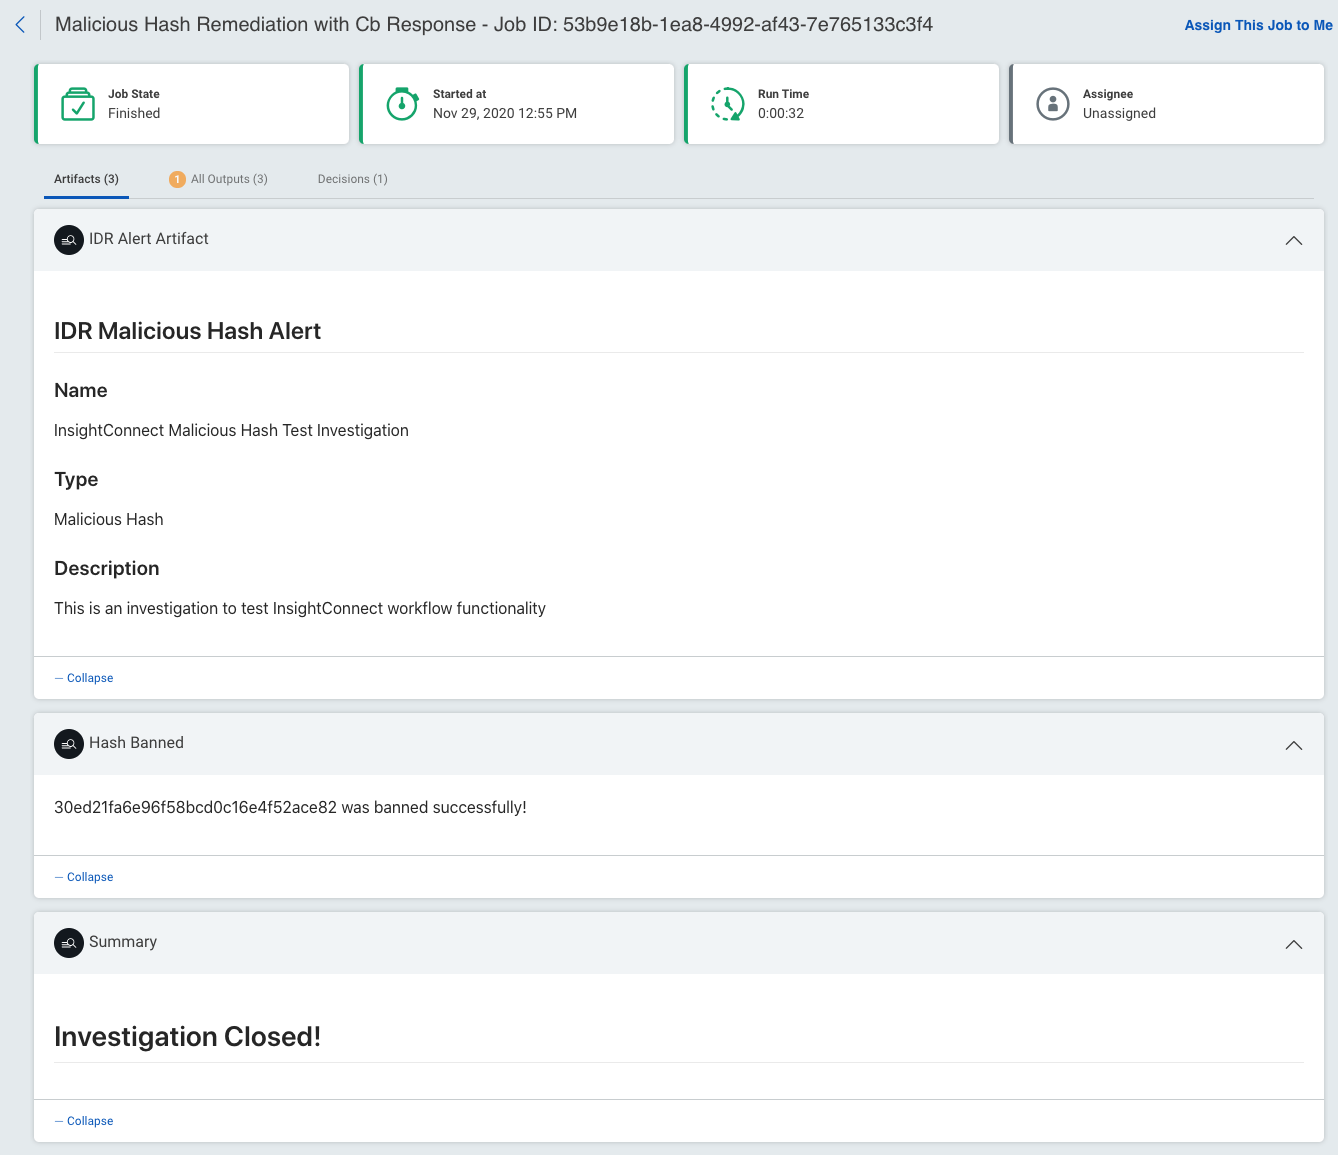 Malicious Hash Remediation with Cb Response - Job ID: 53b9e18b-1ea8-4992-af43-7e765133c3f4
Assign This Job to Me
Job State
Finished
Started at
Nov 29, 2020 12:55 PM
Run Time
0:00:32
Assignee
Unassigned
Artifacts (3)
1 All Outputs (3)
Decisions (1)
IDR Alert Artifact
IDR Malicious Hash Alert
Name
InsightConnect Malicious Hash Test Investigation
Type
Malicious Hash
Description
This is an investigation to test InsightConnect workflow functionality
— Collapse
Hash Banned
30ed21fa6e96f58bcd0c16e4f52ace82 was banned successfully!
— Collapse
Summary
Investigation Closed!
— Collapse